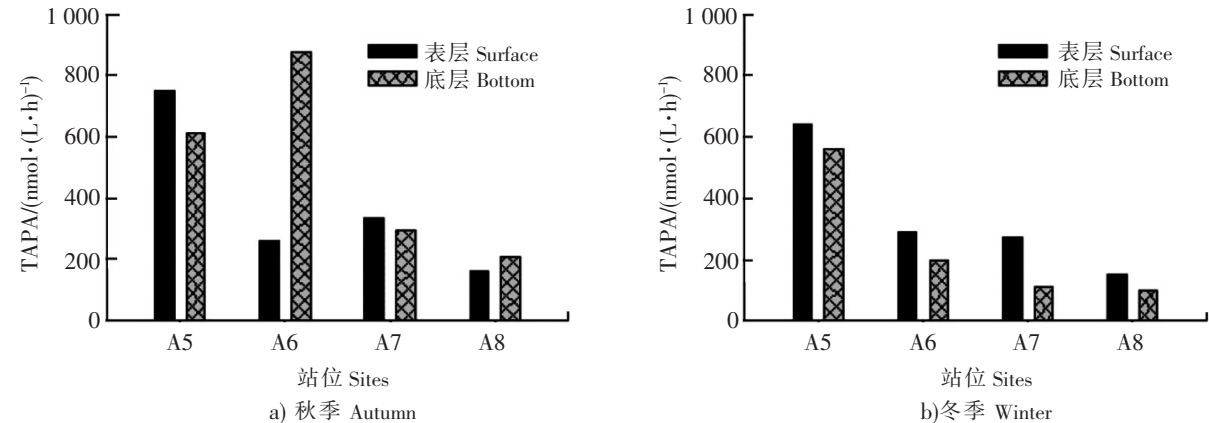 1 000
800
600
400
200
0
TAPA/(nmol·(L·h)⁻¹
表层 Surface
底层 Bottom
A5 A6 A7 A8
站位 Sites
a) 秋季 Autumn
1 000
800
600
400
200
0
TAPA/(nmol·(L·h)⁻¹
表层 Surface
底层 Bottom
A5 A6 A7 A8
站位 Sites
b)冬季 Winter